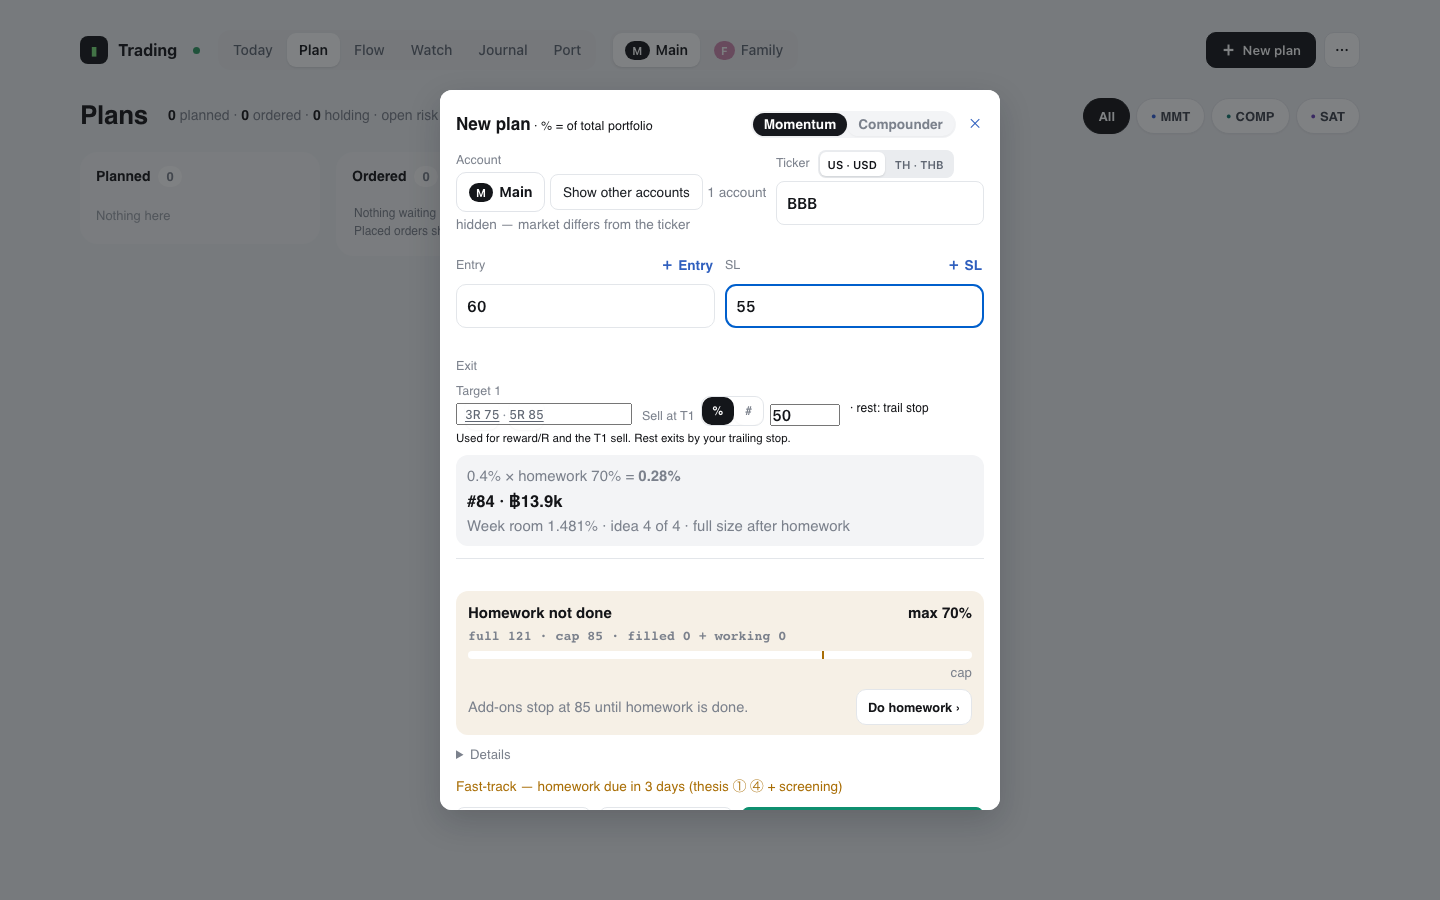 Trading Today Plan Flow Watch Journal Port M Main F Family + New plan ···
Plans 0 planned · 0 ordered · 0 holding · open risk All • MMT • COMP • SAT
Planned 0
Nothing here
Ordered 0
Nothing waiting
Placed orders sh
New plan · % = of total portfolio Momentum Compounder ×
Account
M Main Show other accounts 1 account
hidden — market differs from the ticker
Ticker US · USD TH · THB
BBB
Entry + Entry SL + SL
60 55
Exit
Target 1
3R 75 · 5R 85 Sell at T1 % # 50 · rest: trail stop
Used for reward/R and the T1 sell. Rest exits by your trailing stop.
0.4% × homework 70% = 0.28%
#84 · ฿13.9k
Week room 1.481% · idea 4 of 4 · full size after homework
Homework not done max 70%
full 121 · cap 85 · filled 0 + working 0
cap
Add-ons stop at 85 until homework is done. Do homework ›
▶ Details
Fast-track — homework due in 3 days (thesis ① ④ + screening)